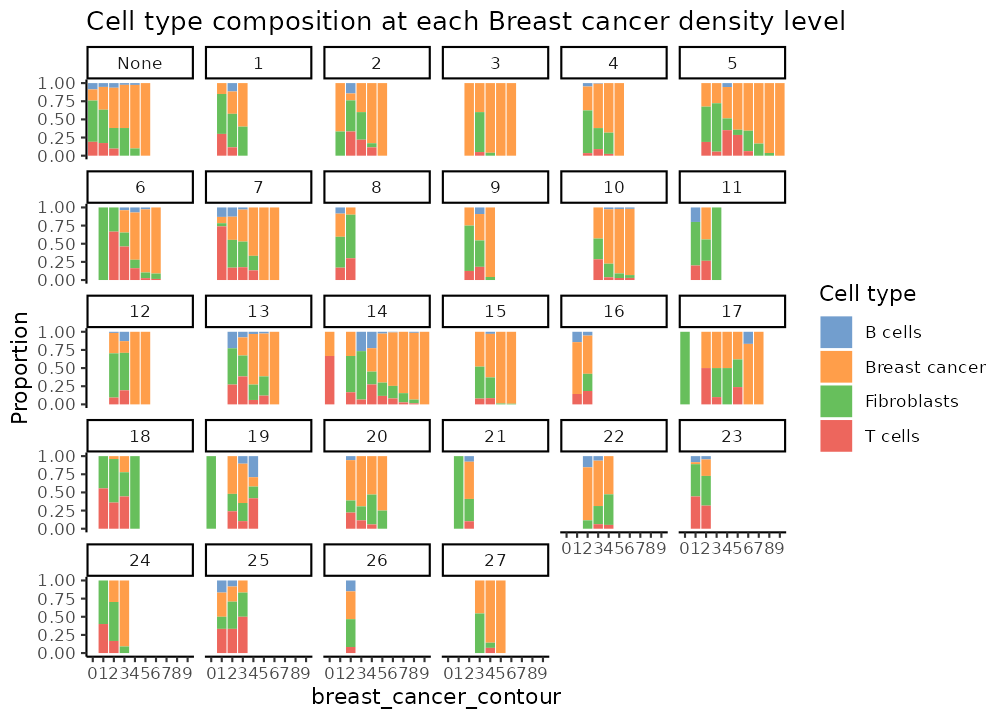 Cell type composition at each Breast cancer density level
None 1 2 3 4 5
1.00
0.75
0.50
0.25
0.00
6 7 8 9 10 11
1.00
0.75
0.50
0.25
0.00
12 13 14 15 16 17
1.00
0.75
0.50
0.25
0.00
18 19 20 21 22 23
1.00
0.75
0.50
0.25
0.00
0123456789 0123456789
24 25 26 27
1.00
0.75
0.50
0.25
0.00
0123456789 0123456789 0123456789 0123456789
breast_cancer_contour
Proportion
Cell type
B cells
Breast cancer
Fibroblasts
T cells